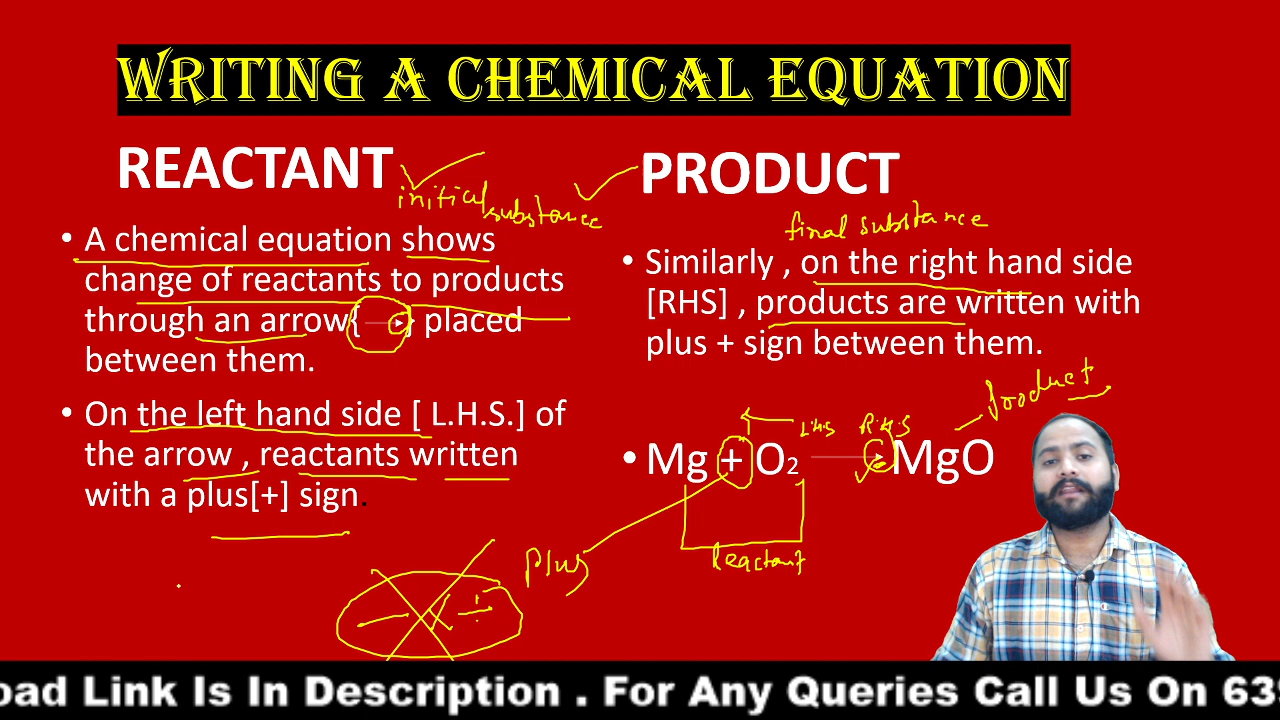 WRITING A CHEMICAL EQUATION
REACTANT
initial substance
• A chemical equation shows
change of reactants to products
through an arrow{ → } placed
between them.
• On the left hand side [ L.H.S.] of
the arrow , reactants written
with a plus[+] sign.
− × ÷
Plus
PRODUCT
final substance
• Similarly , on the right hand side
[RHS] , products are written with
plus + sign between them.
Product
L.H.S R.H.S
• Mg + O₂ → MgO
Reactant
oad Link Is In Description . For Any Queries Call Us On 639